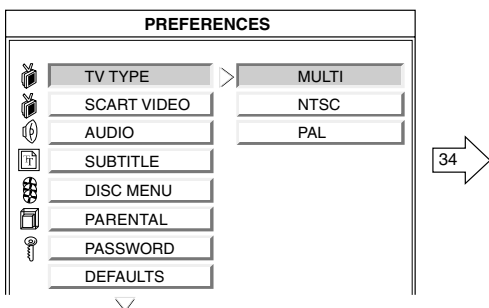 PREFERENCES
TV TYPE MULTI
SCART VIDEO NTSC
AUDIO PAL
SUBTITLE
34
DISC MENU
PARENTAL
PASSWORD
DEFAULTS